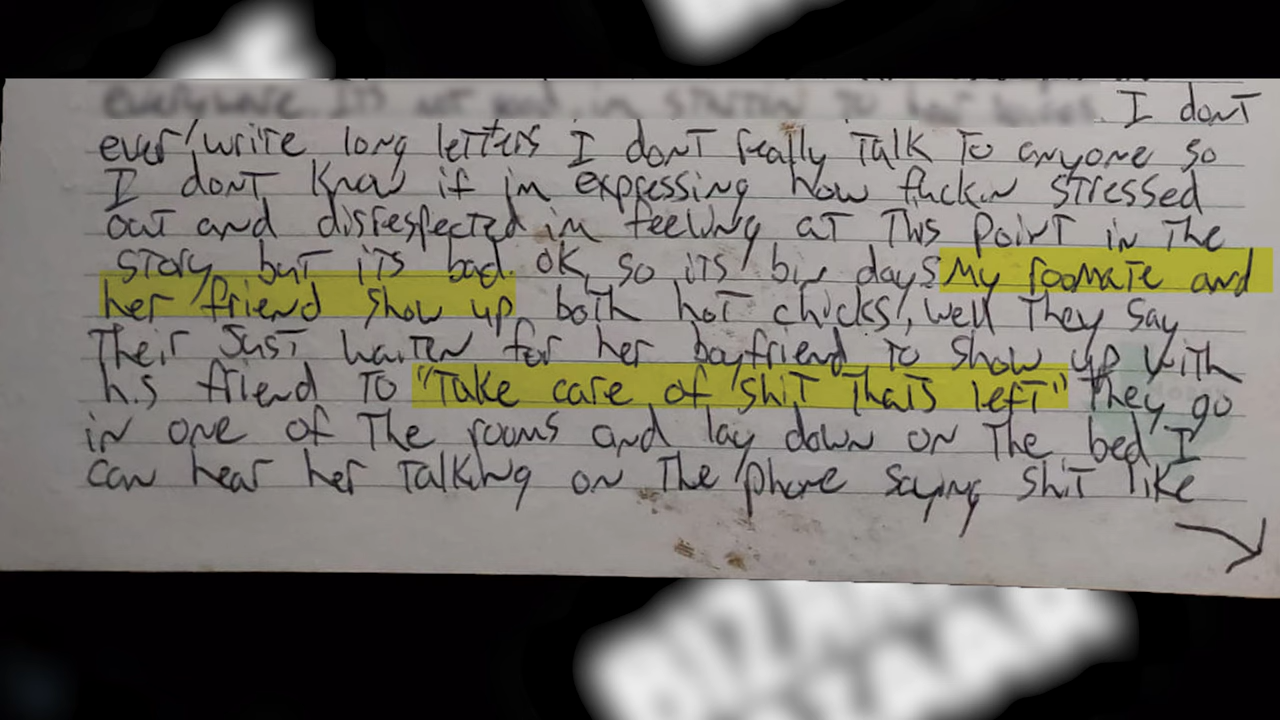 I dont
ever write long letters I dont really talk to anyone so
I dont know if im expressing how fuckin stressed
out and disrespected im feeling at this point in the
story but its bad. OK, so its days My roomate and
her friend show up both hot chicks!, well they say
their just waiten for her boyfriend to show up with
his friend to "Take care of shit thats left" they go
in one of the rooms and lay down on the bed I
can hear her talking on the phone saying shit like